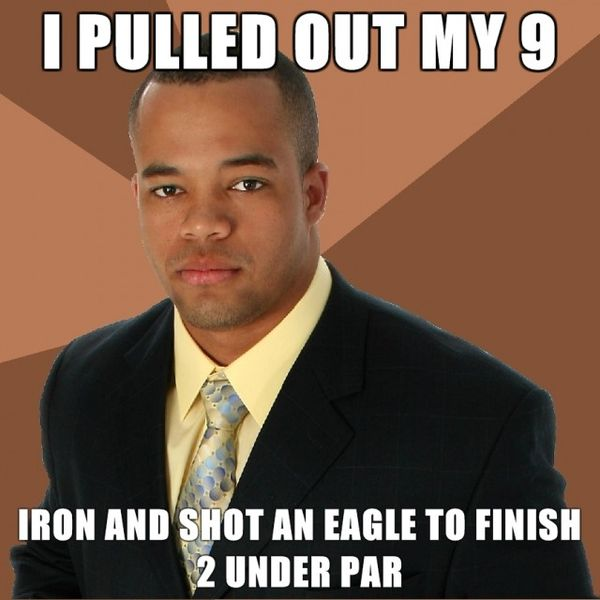 I PULLED OUT MY 9
IRON AND SHOT AN EAGLE TO FINISH
2 UNDER PAR